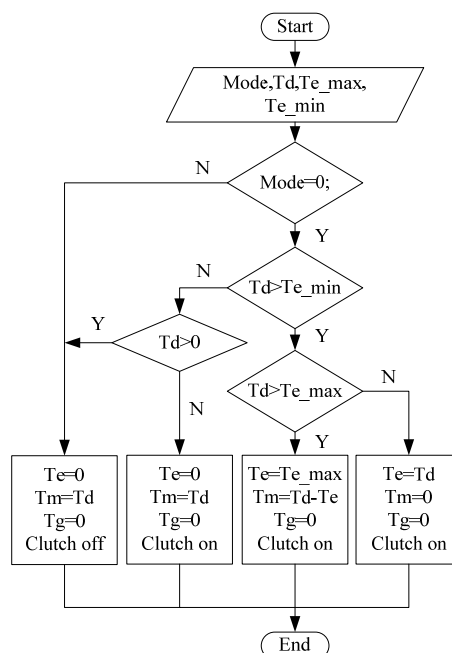 Start
Mode,Td,Te_max,
Te_min
N
Mode=0;
Y
N
Td>Te_min
Y
Td>0
Y
Td>Te_max
N
N
Y
Te=0
Tm=Td
Tg=0
Clutch off
Te=0
Tm=Td
Tg=0
Clutch on
Te=Te_max
Tm=Td-Te
Tg=0
Clutch on
Te=Td
Tm=0
Tg=0
Clutch on
End